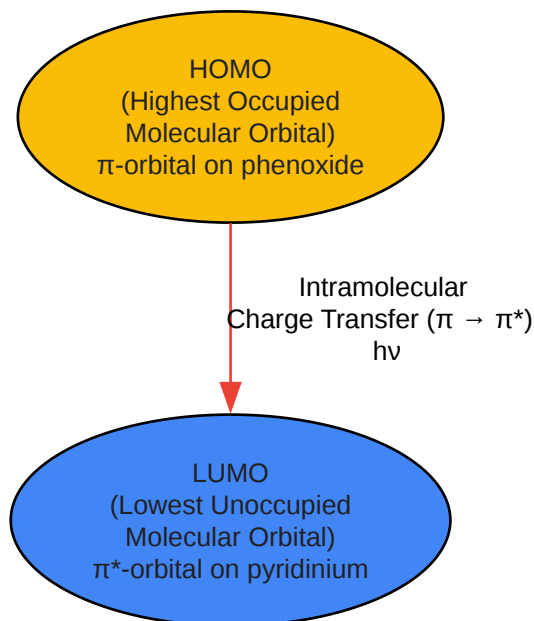 HOMO
(Highest Occupied
Molecular Orbital)
π-orbital on phenoxide
Intramolecular
Charge Transfer (π → π*)
hν
LUMO
(Lowest Unoccupied
Molecular Orbital)
π*-orbital on pyridinium